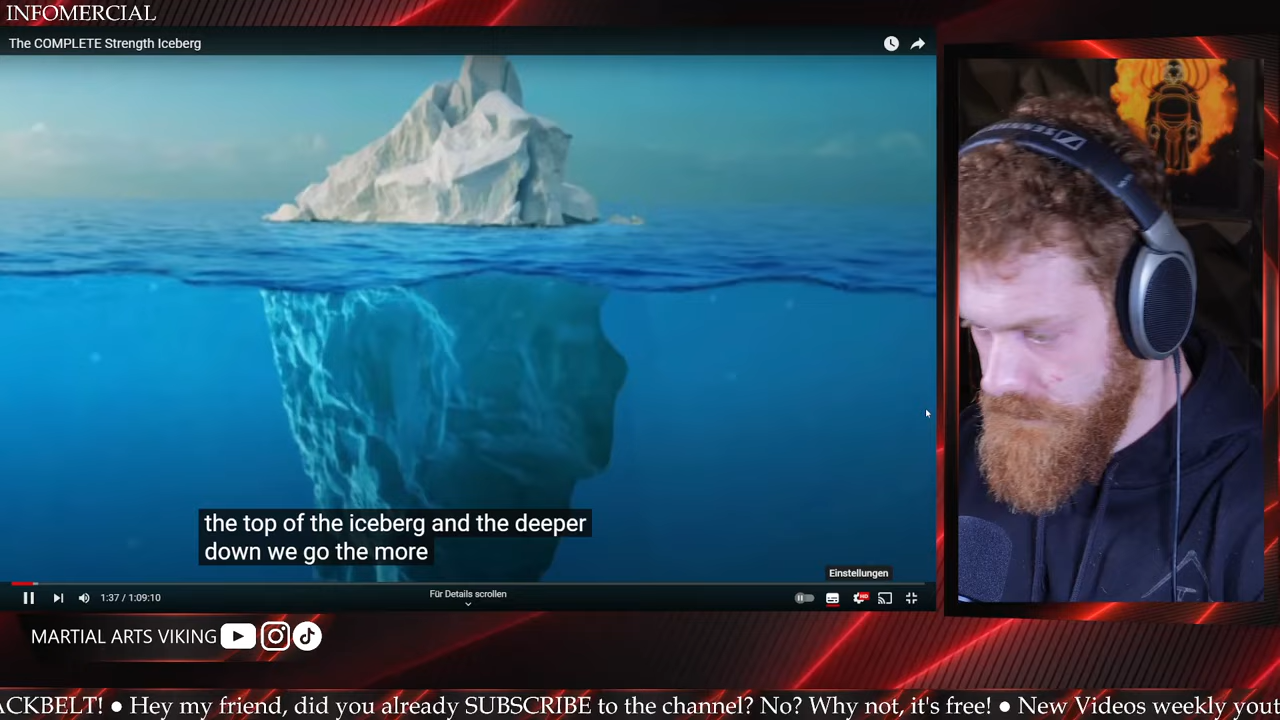 INFOMERCIAL
The COMPLETE Strength Iceberg
the top of the iceberg and the deeper
down we go the more
Einstellungen
1:37 / 1:09:10
Für Details scrollen
HD
MARTIAL ARTS VIKING
ACKBELT! ● Hey my friend, did you already SUBSCRIBE to the channel? No? Why not, it's free! ● New Videos weekly yout